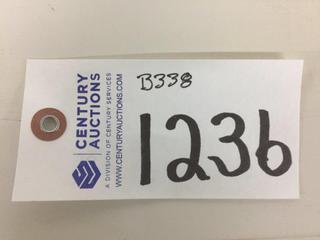 CENTURY
AUCTIONS
A DIVISION OF CENTURY SERVICES
WWW.CENTURYAUCTIONS.COM
B338
1236